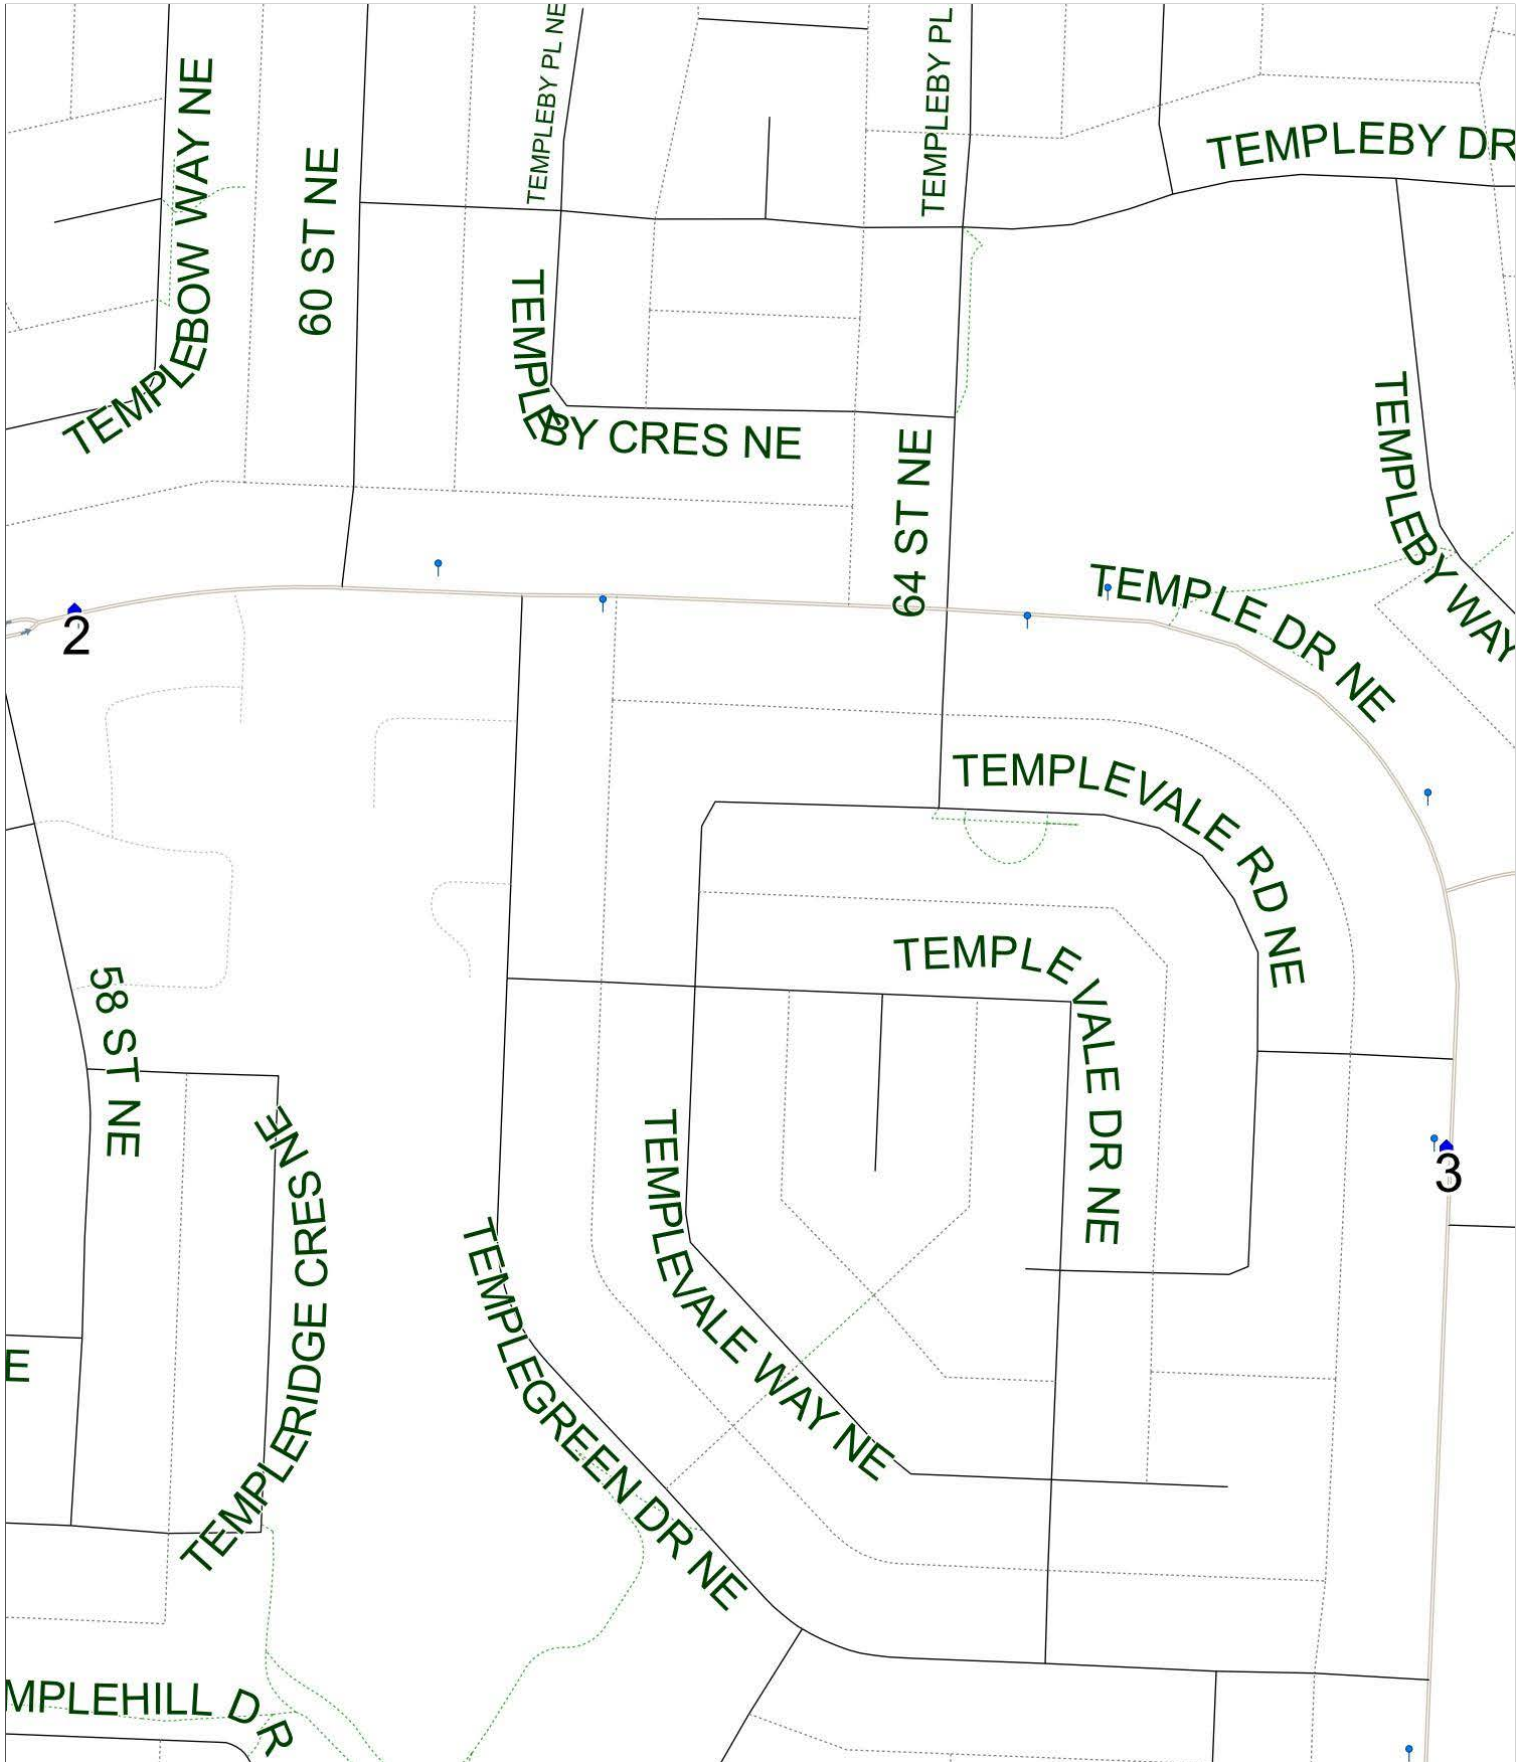 TEMPLEBOW WAY NE
60 ST NE
TEMPLEBY PL NE
TEMPLEBY PL
TEMPLEBY DR
TEMPLEBY CRES NE
64 ST NE
TEMPLEBY WAY
TEMPLE DR NE
2
TEMPLEVALE RD NE
TEMPLEVALE DR NE
58 ST NE
TEMPLEVALE WAY NE
3
TEMPLERIDGE CRES NE
TEMPLEGREEN DR NE
E
MPLEHILL DR